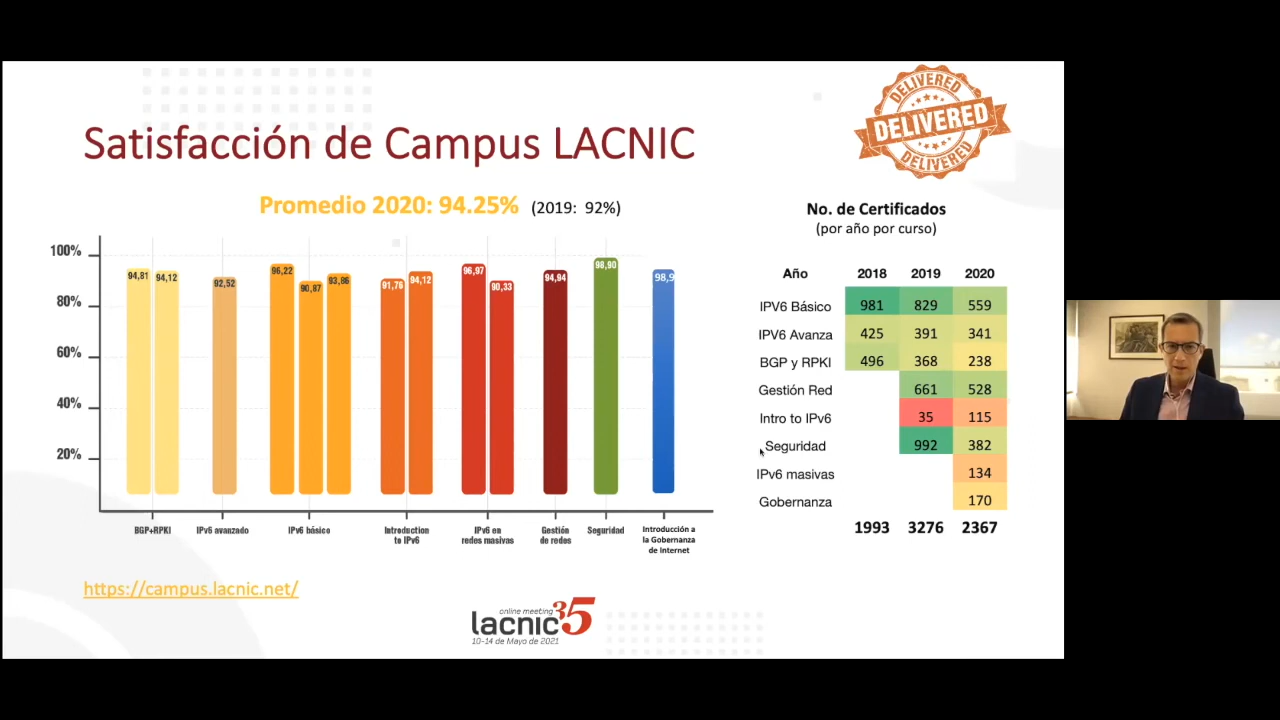 DELIVERED
DELIVERED
DELIVERED
Satisfacción de Campus LACNIC
Promedio 2020: 94.25% (2019: 92%)
100%
80%
60%
40%
20%
94,81 94,12 92,52 96,22 90,87 93,86 91,76 94,12 96,97 90,33 94,94 98,90 98,9
BGP+RPKI
IPv6 avanzado
IPv6 básico
Introduction
to IPv6
IPv6 en
redes masivas
Gestión
de redes
Seguridad
Introducción a
la Gobernanza
de Internet
No. de Certificados
(por año por curso)
Año 2018 2019 2020
IPV6 Básico 981 829 559
IPV6 Avanza 425 391 341
BGP y RPKI 496 368 238
Gestión Red 661 528
Intro to IPv6 35 115
Seguridad 992 382
IPv6 masivas 134
Gobernanza 170
1993 3276 2367
https://campus.lacnic.net/
online meeting
lacnic35
10-14 de Mayo de 2021